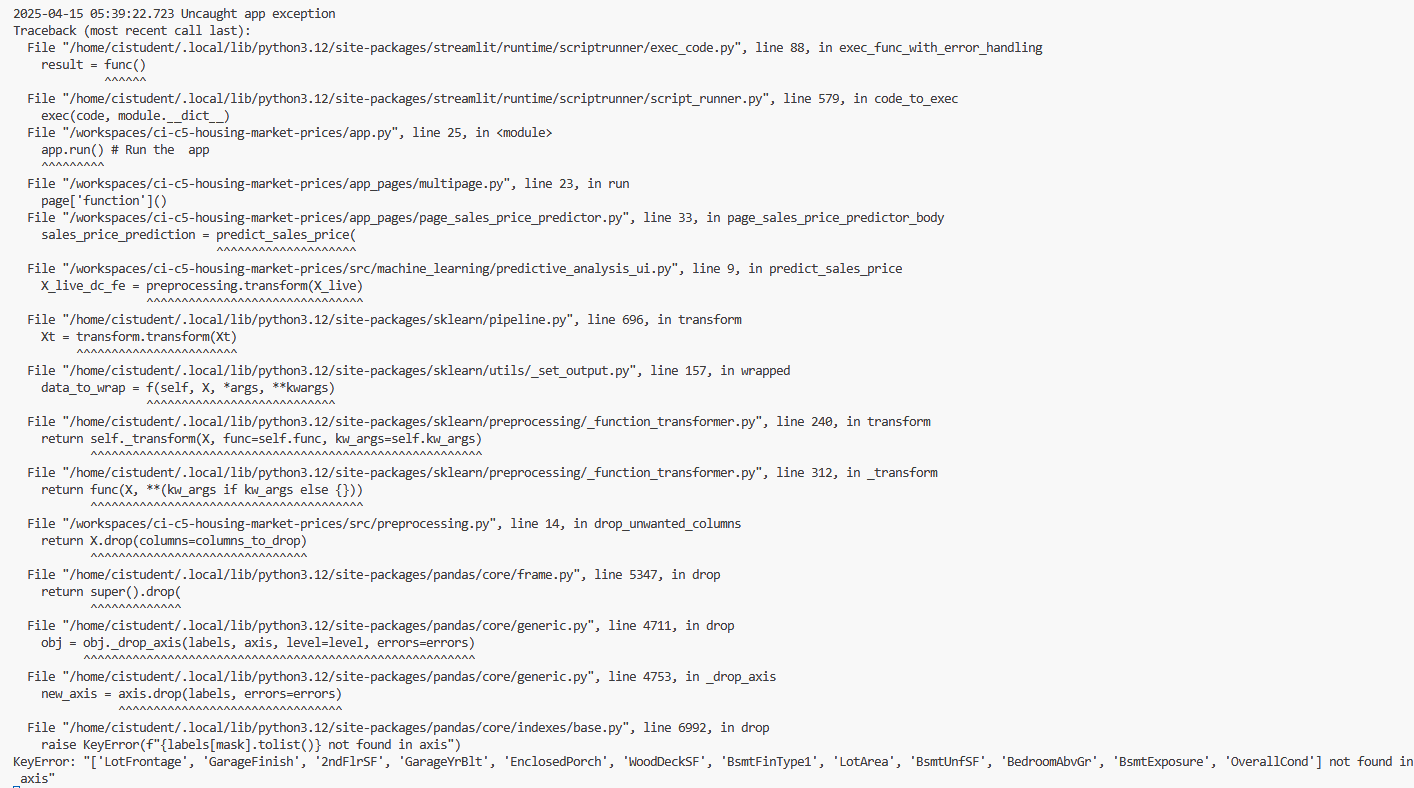 2025-04-15 05:39:22.723 Uncaught app exception
Traceback (most recent call last):
  File "/home/cistudent/.local/lib/python3.12/site-packages/streamlit/runtime/scriptrunner/exec_code.py", line 88, in exec_func_with_error_handling
    result = func()
             ^^^^^^
  File "/home/cistudent/.local/lib/python3.12/site-packages/streamlit/runtime/scriptrunner/script_runner.py", line 579, in code_to_exec
    exec(code, module.__dict__)
  File "/workspaces/ci-c5-housing-market-prices/app.py", line 25, in <module>
    app.run() # Run the  app
    ^^^^^^^^^
  File "/workspaces/ci-c5-housing-market-prices/app_pages/multipage.py", line 23, in run
    page['function']()
  File "/workspaces/ci-c5-housing-market-prices/app_pages/page_sales_price_predictor.py", line 33, in page_sales_price_predictor_body
    sales_price_prediction = predict_sales_price(
                             ^^^^^^^^^^^^^^^^^^^^
  File "/workspaces/ci-c5-housing-market-prices/src/machine_learning/predictive_analysis_ui.py", line 9, in predict_sales_price
    X_live_dc_fe = preprocessing.transform(X_live)
                   ^^^^^^^^^^^^^^^^^^^^^^^^^^^^^^^
  File "/home/cistudent/.local/lib/python3.12/site-packages/sklearn/pipeline.py", line 696, in transform
    Xt = transform.transform(Xt)
         ^^^^^^^^^^^^^^^^^^^^^^^
  File "/home/cistudent/.local/lib/python3.12/site-packages/sklearn/utils/_set_output.py", line 157, in wrapped
    data_to_wrap = f(self, X, *args, **kwargs)
                   ^^^^^^^^^^^^^^^^^^^^^^^^^^^
  File "/home/cistudent/.local/lib/python3.12/site-packages/sklearn/preprocessing/_function_transformer.py", line 240, in transform
    return self._transform(X, func=self.func, kw_args=self.kw_args)
           ^^^^^^^^^^^^^^^^^^^^^^^^^^^^^^^^^^^^^^^^^^^^^^^^^^^^^^^^
  File "/home/cistudent/.local/lib/python3.12/site-packages/sklearn/preprocessing/_function_transformer.py", line 312, in _transform
    return func(X, **(kw_args if kw_args else {}))
           ^^^^^^^^^^^^^^^^^^^^^^^^^^^^^^^^^^^^^^^
  File "/workspaces/ci-c5-housing-market-prices/src/preprocessing.py", line 14, in drop_unwanted_columns
    return X.drop(columns=columns_to_drop)
           ^^^^^^^^^^^^^^^^^^^^^^^^^^^^^^^
  File "/home/cistudent/.local/lib/python3.12/site-packages/pandas/core/frame.py", line 5347, in drop
    return super().drop(
           ^^^^^^^^^^^^^
  File "/home/cistudent/.local/lib/python3.12/site-packages/pandas/core/generic.py", line 4711, in drop
    obj = obj._drop_axis(labels, axis, level=level, errors=errors)
          ^^^^^^^^^^^^^^^^^^^^^^^^^^^^^^^^^^^^^^^^^^^^^^^^^^^^^^^^
  File "/home/cistudent/.local/lib/python3.12/site-packages/pandas/core/generic.py", line 4753, in _drop_axis
    new_axis = axis.drop(labels, errors=errors)
               ^^^^^^^^^^^^^^^^^^^^^^^^^^^^^^^^
  File "/home/cistudent/.local/lib/python3.12/site-packages/pandas/core/indexes/base.py", line 6992, in drop
    raise KeyError(f"{labels[mask].tolist()} not found in axis")
KeyError: "['LotFrontage', 'GarageFinish', '2ndFlrSF', 'GarageYrBlt', 'EnclosedPorch', 'WoodDeckSF', 'BsmtFinType1', 'LotArea', 'BsmtUnfSF', 'BedroomAbvGr', 'BsmtExposure', 'OverallCond'] not found in
 axis"